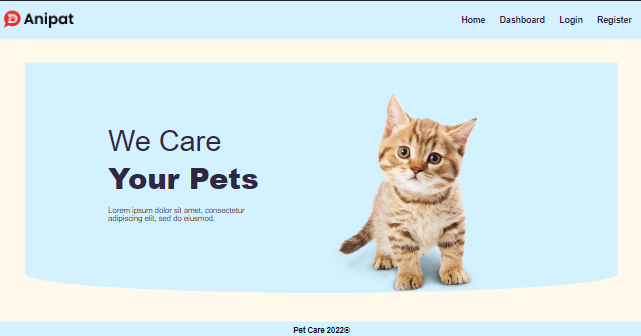 Anipat
Home Dashboard Login Register
We Care
Your Pets
Lorem ipsum dolor sit amet, consectetur
adipiscing elit, sed do eiusmod.
Pet Care 2022®